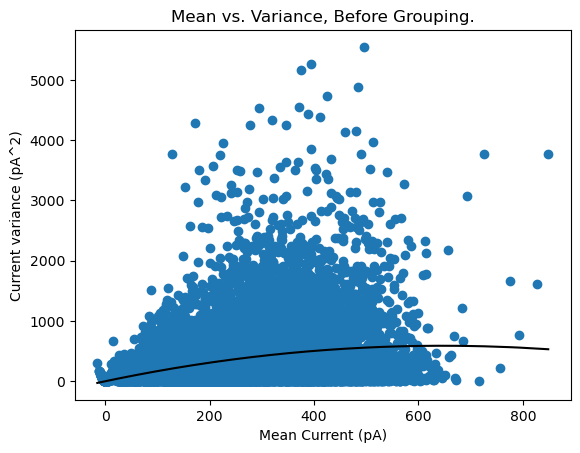 Mean vs. Variance, Before Grouping.
Current variance (pA^2)
5000
4000
3000
2000
1000
0
0 200 400 600 800
Mean Current (pA)